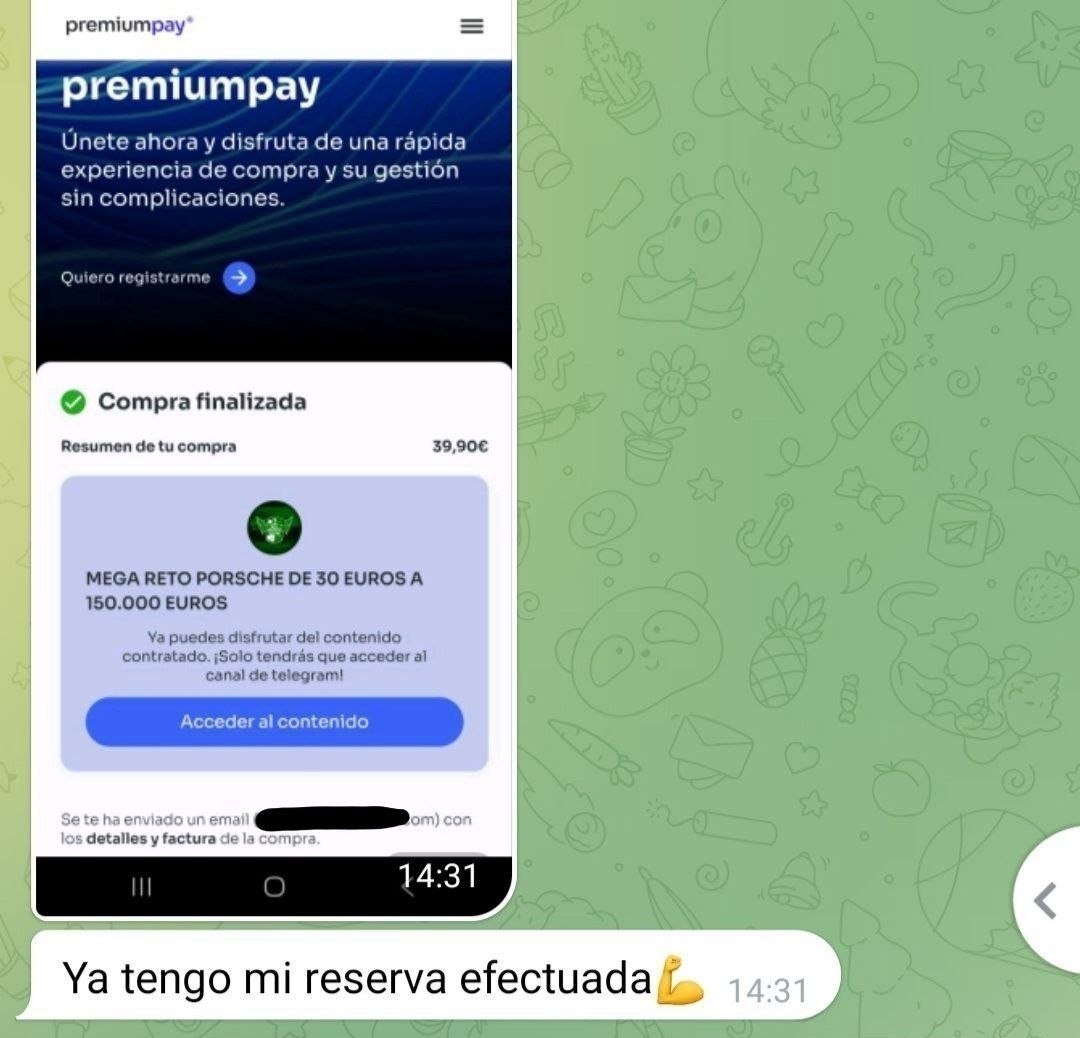 premiumpay®
premiumpay
Únete ahora y disfruta de una rápida
experiencia de compra y su gestión
sin complicaciones.
Quiero registrarme
Compra finalizada
Resumen de tu compra 39,90€
MEGA RETO PORSCHE DE 30 EUROS A
150.000 EUROS
Ya puedes disfrutar del contenido
contratado. ¡Solo tendrás que acceder al
canal de telegram!
Acceder al contenido
Se te ha enviado un email om) con
los detalles y factura de la compra.
14:31
Ya tengo mi reserva efectuada💪 14:31